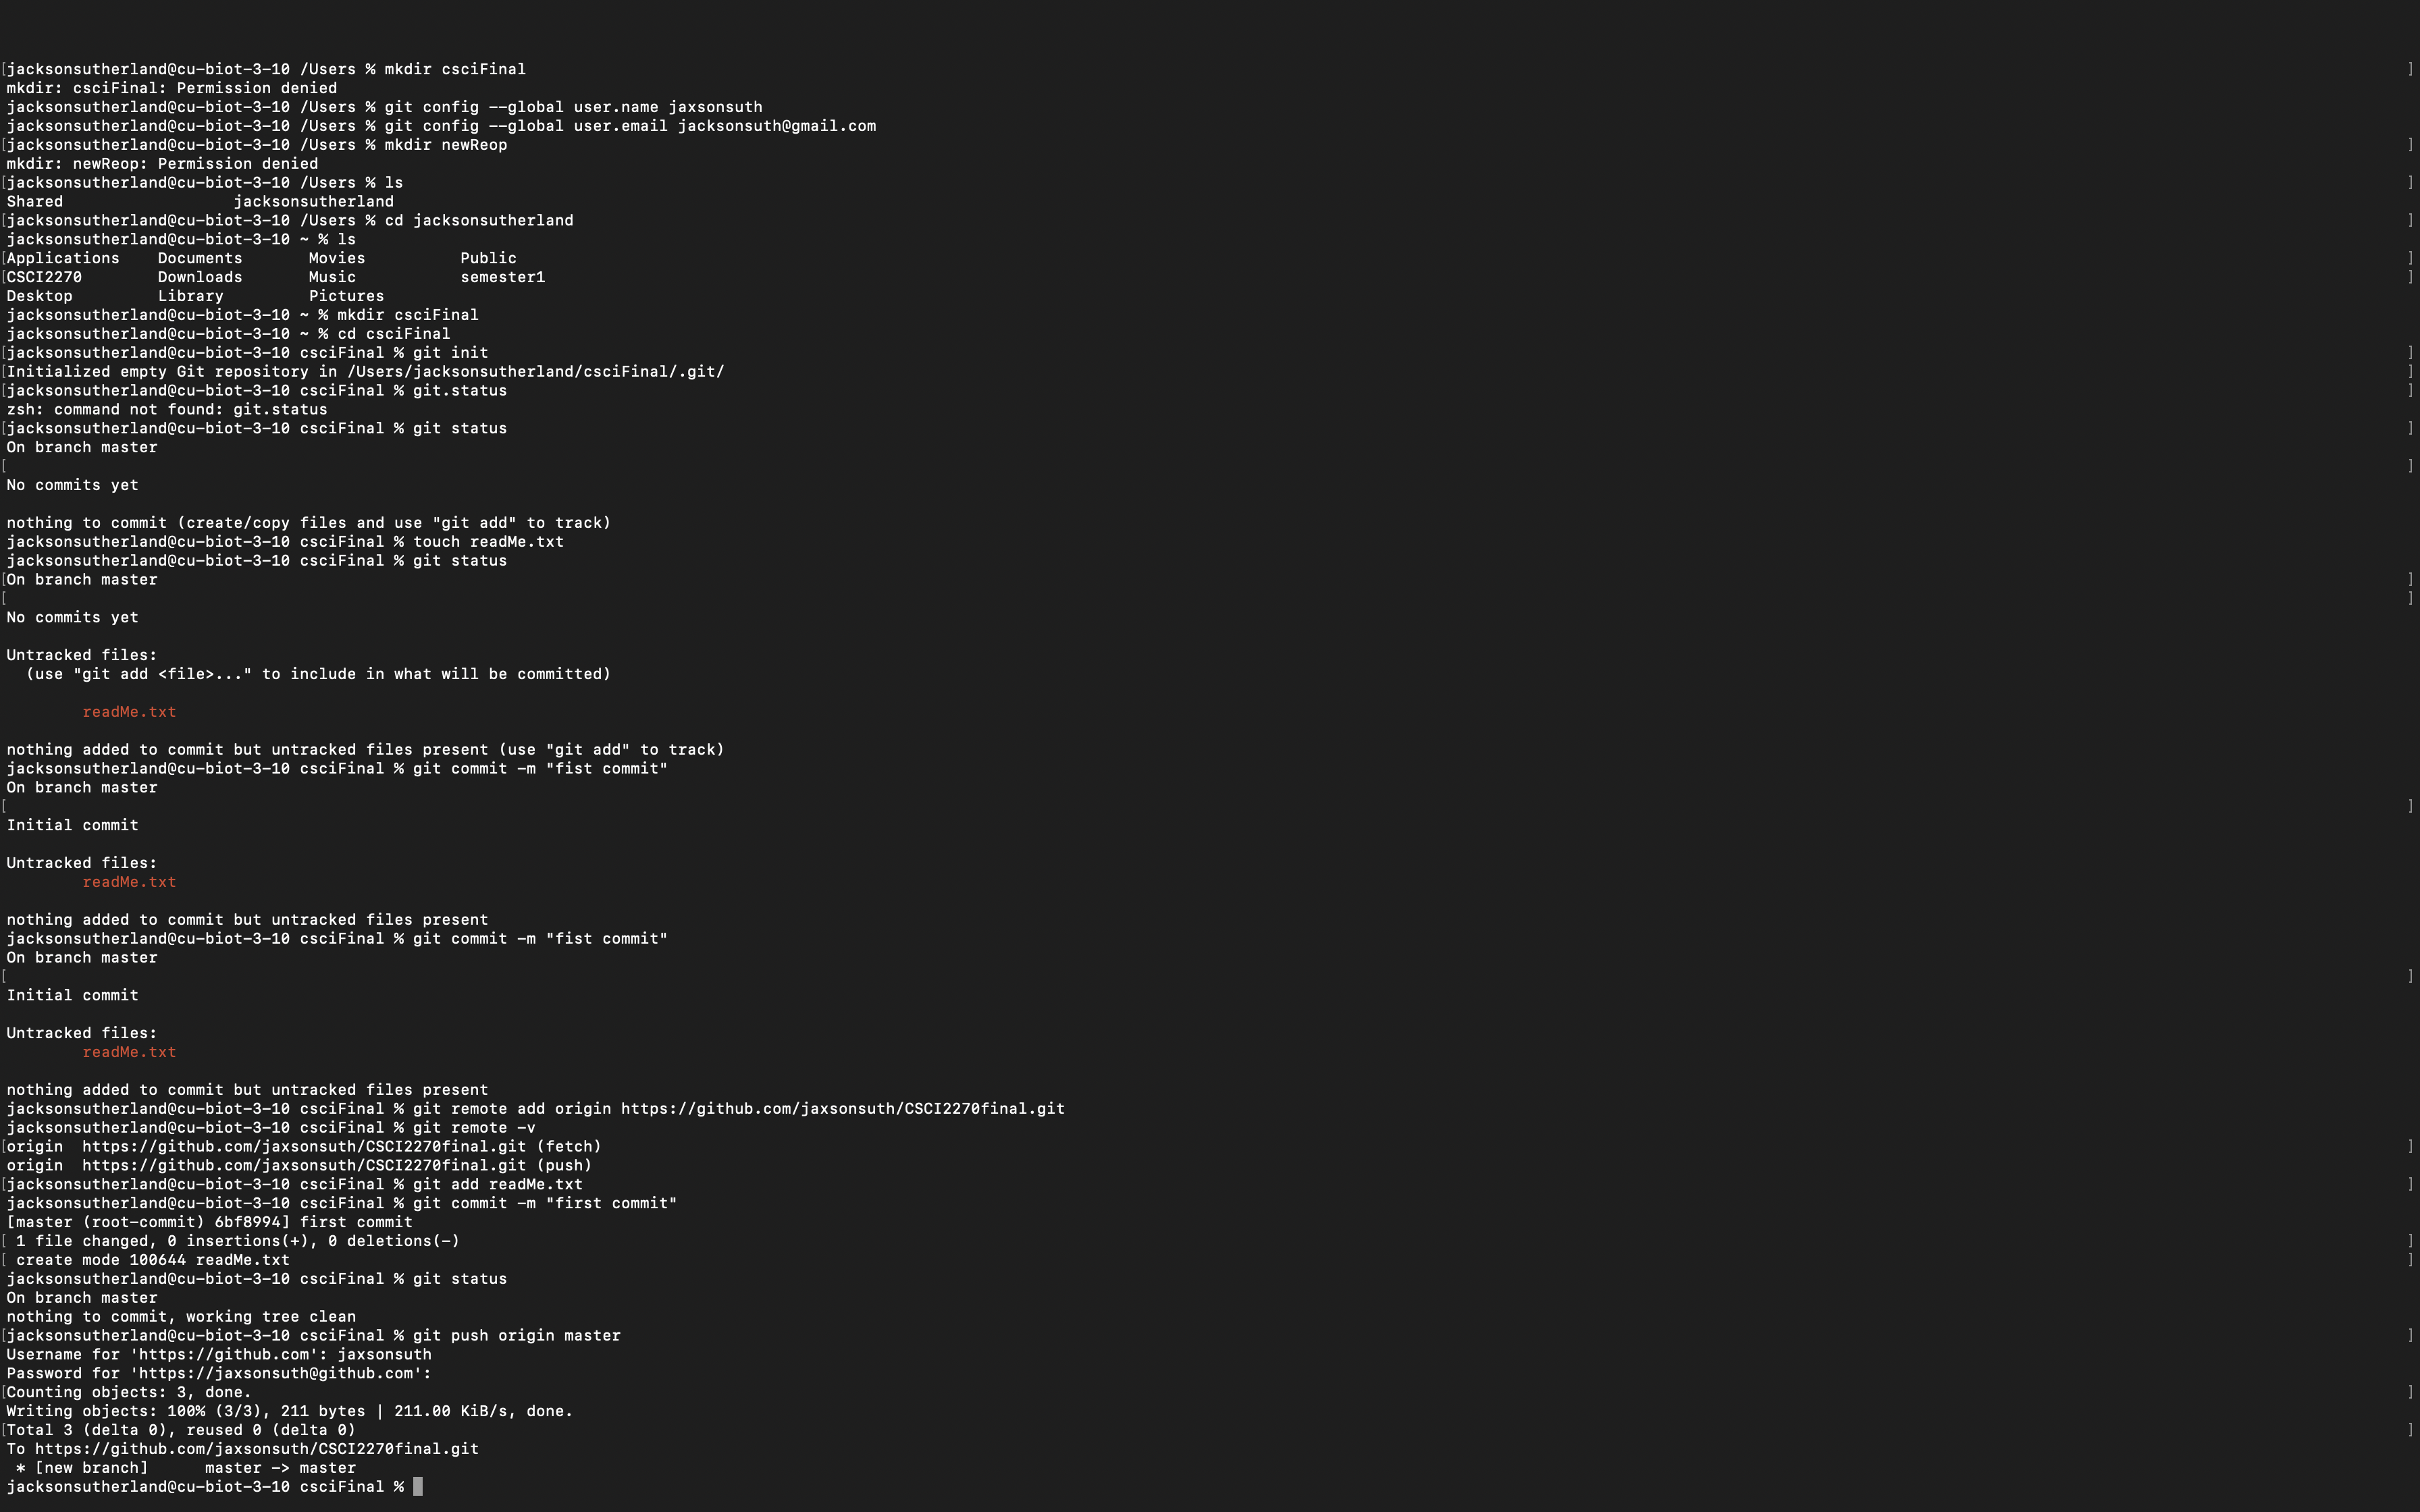 [jacksonsutherland@cu-biot-3-10 /Users % mkdir csciFinal ]
mkdir: csciFinal: Permission denied
jacksonsutherland@cu-biot-3-10 /Users % git config --global user.name jaxsonsuth
jacksonsutherland@cu-biot-3-10 /Users % git config --global user.email jacksonsuth@gmail.com
[jacksonsutherland@cu-biot-3-10 /Users % mkdir newReop ]
mkdir: newReop: Permission denied
[jacksonsutherland@cu-biot-3-10 /Users % ls ]
Shared jacksonsutherland
[jacksonsutherland@cu-biot-3-10 /Users % cd jacksonsutherland ]
jacksonsutherland@cu-biot-3-10 ~ % ls
[Applications Documents Movies Public ]
[CSCI2270 Downloads Music semester1 ]
Desktop Library Pictures
jacksonsutherland@cu-biot-3-10 ~ % mkdir csciFinal
jacksonsutherland@cu-biot-3-10 ~ % cd csciFinal
[jacksonsutherland@cu-biot-3-10 csciFinal % git init ]
[Initialized empty Git repository in /Users/jacksonsutherland/csciFinal/.git/ ]
[jacksonsutherland@cu-biot-3-10 csciFinal % git.status ]
zsh: command not found: git.status
[jacksonsutherland@cu-biot-3-10 csciFinal % git status ]
On branch master
[ ]
No commits yet
nothing to commit (create/copy files and use "git add" to track)
jacksonsutherland@cu-biot-3-10 csciFinal % touch readMe.txt
jacksonsutherland@cu-biot-3-10 csciFinal % git status
[On branch master ]
[ ]
No commits yet
Untracked files:
(use "git add <file>..." to include in what will be committed)
readMe.txt
nothing added to commit but untracked files present (use "git add" to track)
jacksonsutherland@cu-biot-3-10 csciFinal % git commit -m "fist commit"
On branch master
[ ]
Initial commit
Untracked files:
readMe.txt
nothing added to commit but untracked files present
jacksonsutherland@cu-biot-3-10 csciFinal % git commit -m "fist commit"
On branch master
[ ]
Initial commit
Untracked files:
readMe.txt
nothing added to commit but untracked files present
jacksonsutherland@cu-biot-3-10 csciFinal % git remote add origin https://github.com/jaxsonsuth/CSCI2270final.git
jacksonsutherland@cu-biot-3-10 csciFinal % git remote -v
[origin https://github.com/jaxsonsuth/CSCI2270final.git (fetch) ]
origin https://github.com/jaxsonsuth/CSCI2270final.git (push)
[jacksonsutherland@cu-biot-3-10 csciFinal % git add readMe.txt ]
jacksonsutherland@cu-biot-3-10 csciFinal % git commit -m "first commit"
[master (root-commit) 6bf8994] first commit
[ 1 file changed, 0 insertions(+), 0 deletions(-) ]
[ create mode 100644 readMe.txt ]
jacksonsutherland@cu-biot-3-10 csciFinal % git status
On branch master
nothing to commit, working tree clean
[jacksonsutherland@cu-biot-3-10 csciFinal % git push origin master ]
Username for 'https://github.com': jaxsonsuth
Password for 'https://jaxsonsuth@github.com':
[Counting objects: 3, done. ]
Writing objects: 100% (3/3), 211 bytes | 211.00 KiB/s, done.
[Total 3 (delta 0), reused 0 (delta 0) ]
To https://github.com/jaxsonsuth/CSCI2270final.git
* [new branch] master -> master
jacksonsutherland@cu-biot-3-10 csciFinal %